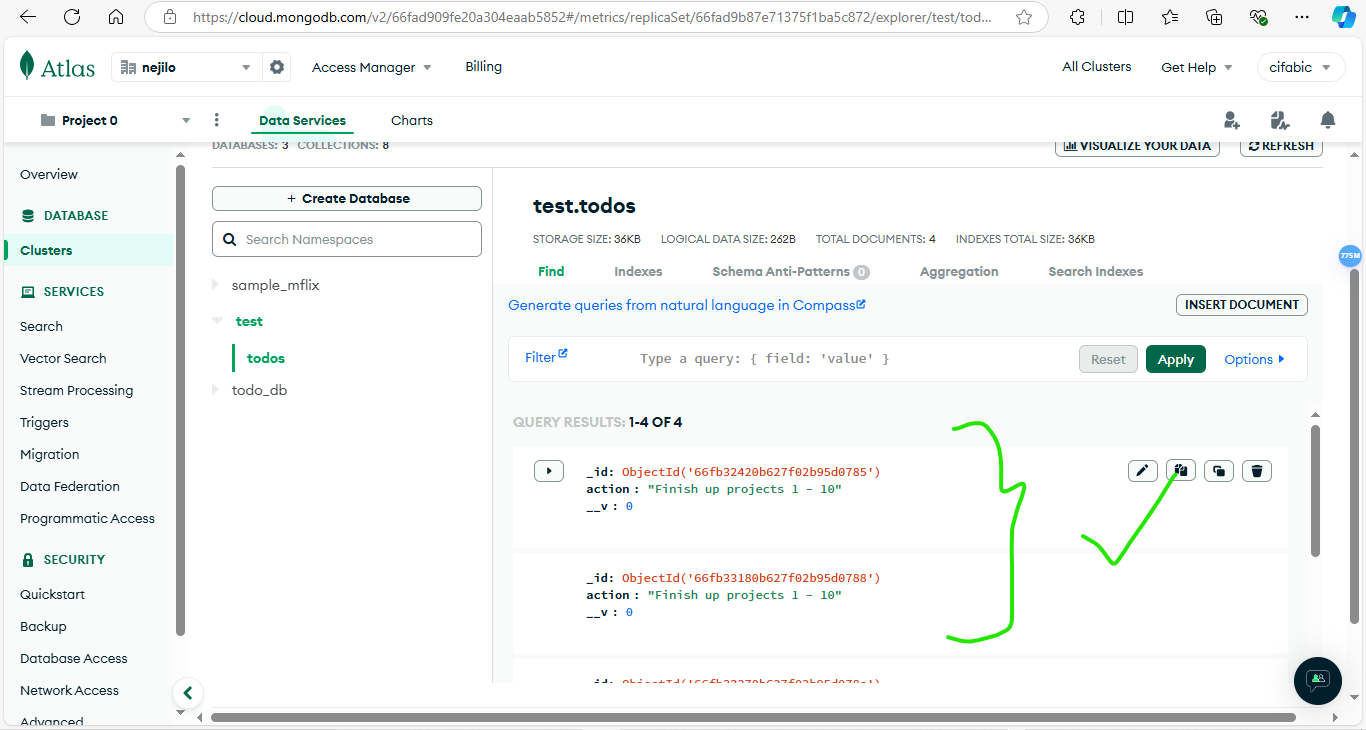 https://cloud.mongodb.com/v2/66fad909fe20a304eaab5852#/metrics/replicaSet/66fad9b87e71375f1ba5c872/explorer/test/tod...
Atlas
nejilo
Access Manager
Billing
All Clusters
Get Help
cifabic
Project 0
Data Services
Charts
DATABASES: 3 COLLECTIONS: 8
VISUALIZE YOUR DATA
REFRESH
Overview
DATABASE
Clusters
SERVICES
Search
Vector Search
Stream Processing
Triggers
Migration
Data Federation
Programmatic Access
SECURITY
Quickstart
Backup
Database Access
Network Access
Advanced
+ Create Database
Search Namespaces
sample_mflix
test
todos
todo_db
test.todos
STORAGE SIZE: 36KB LOGICAL DATA SIZE: 262B TOTAL DOCUMENTS: 4 INDEXES TOTAL SIZE: 36KB
Find Indexes Schema Anti-Patterns 0 Aggregation Search Indexes
Generate queries from natural language in Compass
INSERT DOCUMENT
Filter
Type a query: { field: 'value' }
Reset
Apply
Options
QUERY RESULTS: 1-4 OF 4
_id: ObjectId('66fb32420b627f02b95d0785')
action : "Finish up projects 1 - 10"
__v : 0
_id: ObjectId('66fb33180b627f02b95d0788')
action : "Finish up projects 1 - 10"
__v : 0
775M